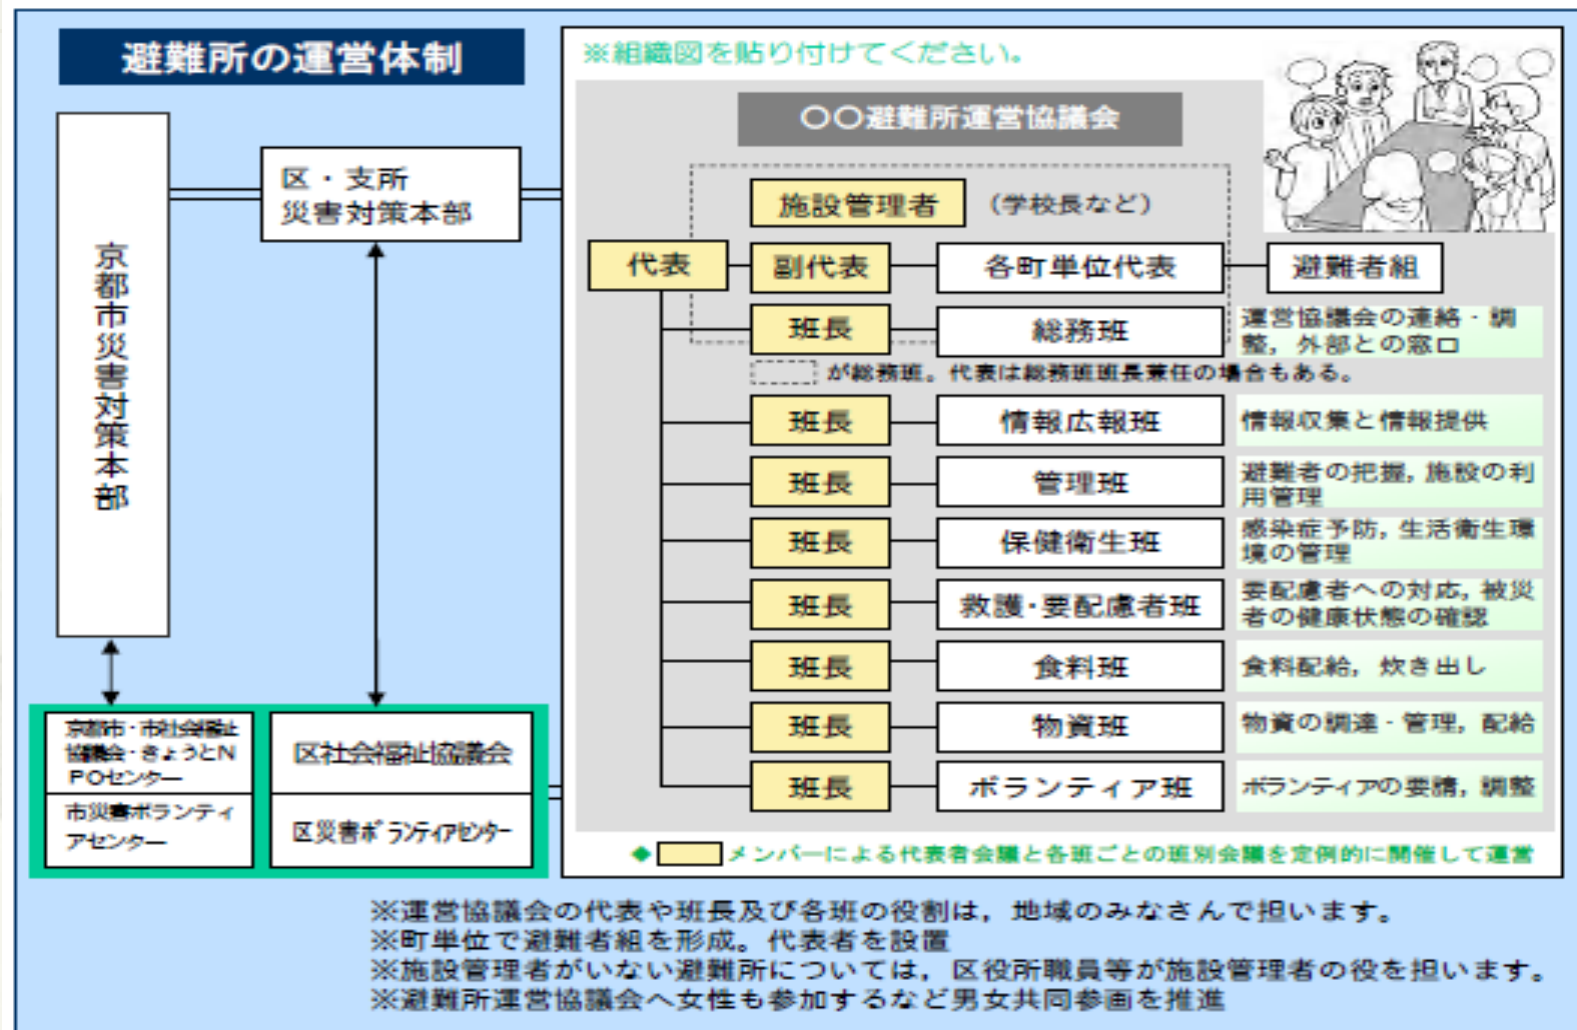 避難所の運営体制
※組織図を貼り付けてください。
〇〇避難所運営協議会
京都市災害対策本部
区・支所
災害対策本部
施設管理者
(学校長など)
代表
副代表
各町単位代表
避難者組
班長
総務班
運営協議会の連絡・調
整，外部との窓口
が総務班。代表は総務班班長兼任の場合もある。
班長
情報広報班
情報収集と情報提供
班長
管理班
避難者の把握，施設の利
用管理
班長
保健衛生班
感染症予防，生活衛生環
境の管理
班長
救護・要配慮者班
要配慮者への対応，被災
者の健康状態の確認
班長
食料班
食料配給，炊き出し
班長
物資班
物資の調達・管理，配給
班長
ボランティア班
ボランティアの要請，調整
◆メンバーによる代表者会議と各班ごとの班別会議を定例的に開催して運営
京都市・市社会福祉
協議会・きょうとN
POセンター
市災害ボランティ
アセンター
区社会福祉協議会
区災害ボランティアセンター
※運営協議会の代表や班長及び各班の役割は，地域のみなさんで担います。
※町単位で避難者組を形成。代表者を設置
※施設管理者がいない避難所については，区役所職員等が施設管理者の役を担います。
※避難所運営協議会へ女性も参加するなど男女共同参画を推進